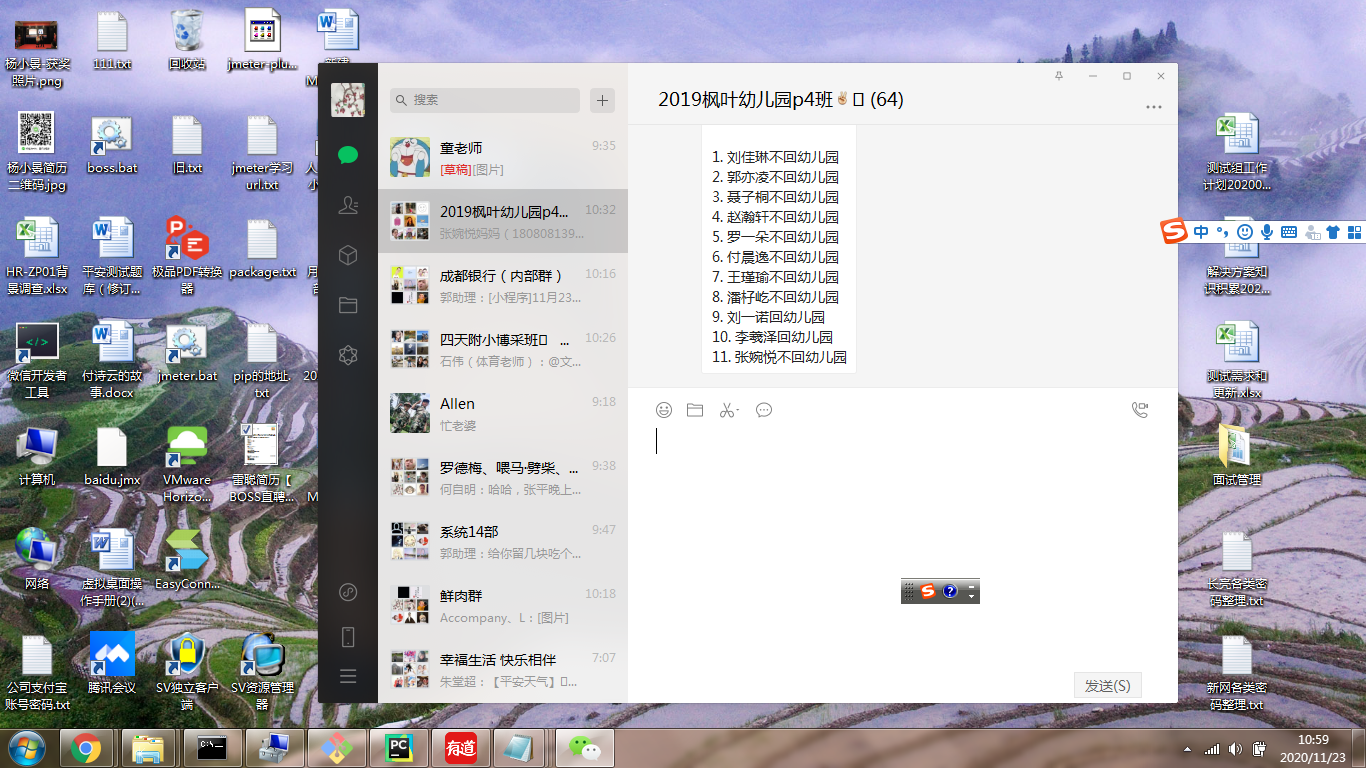 杨小景-获奖
照片.png
111.txt
回收站
jmeter-plu...
新建
杨小景简历
二维码.jpg
boss.bat
旧.txt
jmeter学习
url.txt
HR-ZP01背
景调查.xlsx
平安测试题
库（修订...
极品PDF转换
器
package.txt
微信开发者
工具
付诗云的故
事.docx
jmeter.bat
pip的地址.
txt
计算机
baidu.jmx
VMware
Horizo...
雷聪简历【
BOSS直聘...
网络
虚拟桌面操
作手册(2)(...
EasyConn...
公司支付宝
账号密码.txt
腾讯会议
SV独立客户
端
SV资源管理
器
搜索
童老师
9:35
[草稿][图片]
2019枫叶幼儿园p4...
10:32
张婉悦妈妈（180808139...
成都银行（内部群）
10:16
郭助理：[小程序]11月23...
四天附小博采班 ...
10:26
石伟（体育老师）：@文...
Allen
9:18
忙老婆
罗德梅、喂马·劈柴、...
9:38
何自明：哈哈，张平晚上...
系统14部
9:47
郭助理：给你留几块吃个...
鲜肉群
10:18
Accompany、L：[图片]
幸福生活 快乐相伴
7:07
朱堂超：【平安天气】...
2019枫叶幼儿园p4班✌ (64)
1. 刘佳琳不回幼儿园
2. 郭亦凌不回幼儿园
3. 聂子桐不回幼儿园
4. 赵瀚轩不回幼儿园
5. 罗一朵不回幼儿园
6. 付晨逸不回幼儿园
7. 王瑾瑜不回幼儿园
8. 潘杍屹不回幼儿园
9. 刘一诺回幼儿园
10. 李羲泽回幼儿园
11. 张婉悦不回幼儿园
发送(S)
测试组工作
计划20200...
中
解决方案知
识积累202...
测试需求和
更新.xlsx
面试管理
长亮各类密
码整理.txt
新网各类密
码整理.txt
C:\_
PC
有道
10:59
2020/11/23